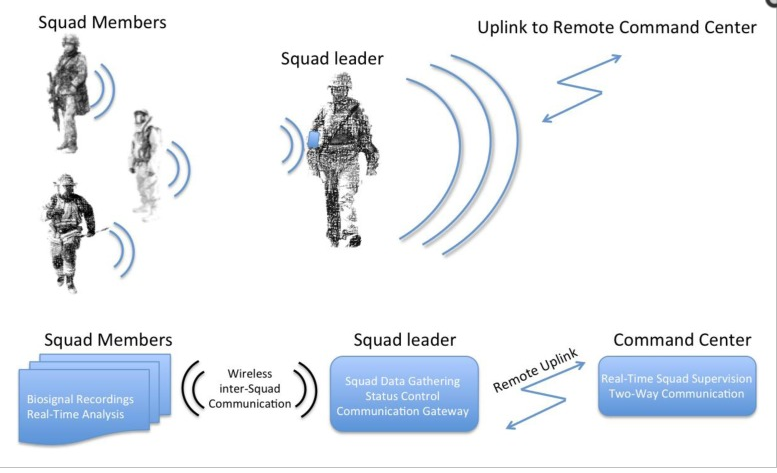 Squad Members
Uplink to Remote Command Center
Squad leader
Squad Members
Squad leader
Command Center
Biosignal Recordings
Real-Time Analysis
Wireless
inter-Squad
Communication
Squad Data Gathering
Status Control
Communication Gateway
Remote Uplink
Real-Time Squad Supervision
Two-Way Communication